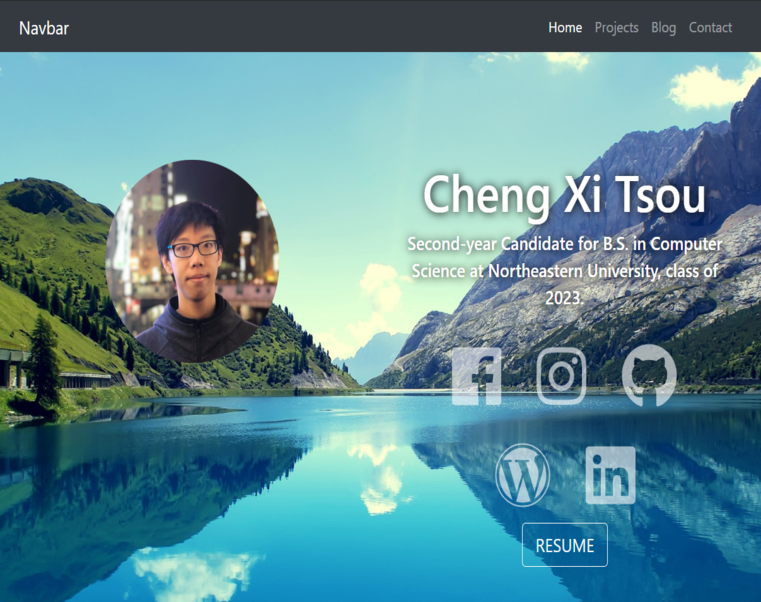 Navbar
Home Projects Blog Contact
Cheng Xi Tsou
Second-year Candidate for B.S. in Computer
Science at Northeastern University, class of
2023.
RESUME